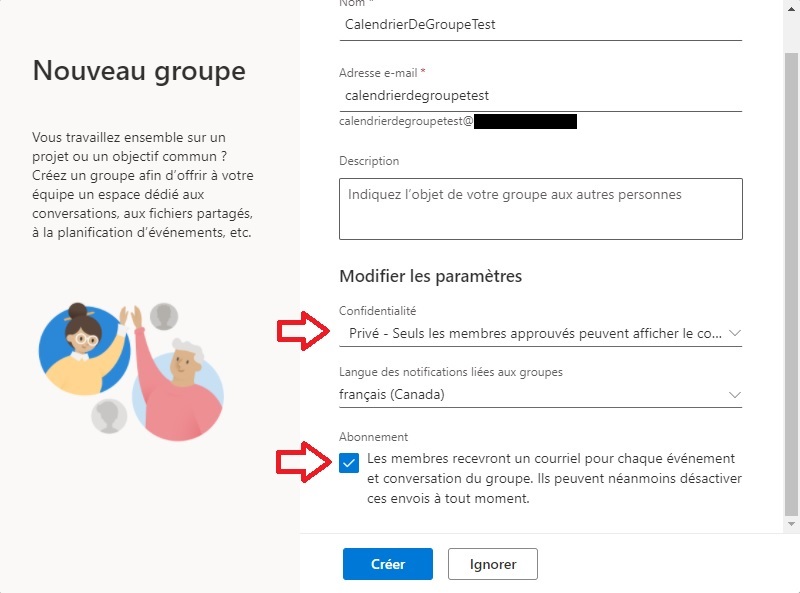 Nouveau groupe
Vous travaillez ensemble sur un
projet ou un objectif commun ?
Créez un groupe afin d'offrir à votre
équipe un espace dédié aux
conversations, aux fichiers partagés,
à la planification d'événements, etc.
Nom *
CalendrierDeGroupeTest
Adresse e-mail *
calendrierdegroupetest
calendrierdegroupetest@
Description
Indiquez l'objet de votre groupe aux autres personnes
Modifier les paramètres
Confidentialité
Privé - Seuls les membres approuvés peuvent afficher le co...
Langue des notifications liées aux groupes
français (Canada)
Abonnement
Les membres recevront un courriel pour chaque événement
et conversation du groupe. Ils peuvent néanmoins désactiver
ces envois à tout moment.
Créer
Ignorer